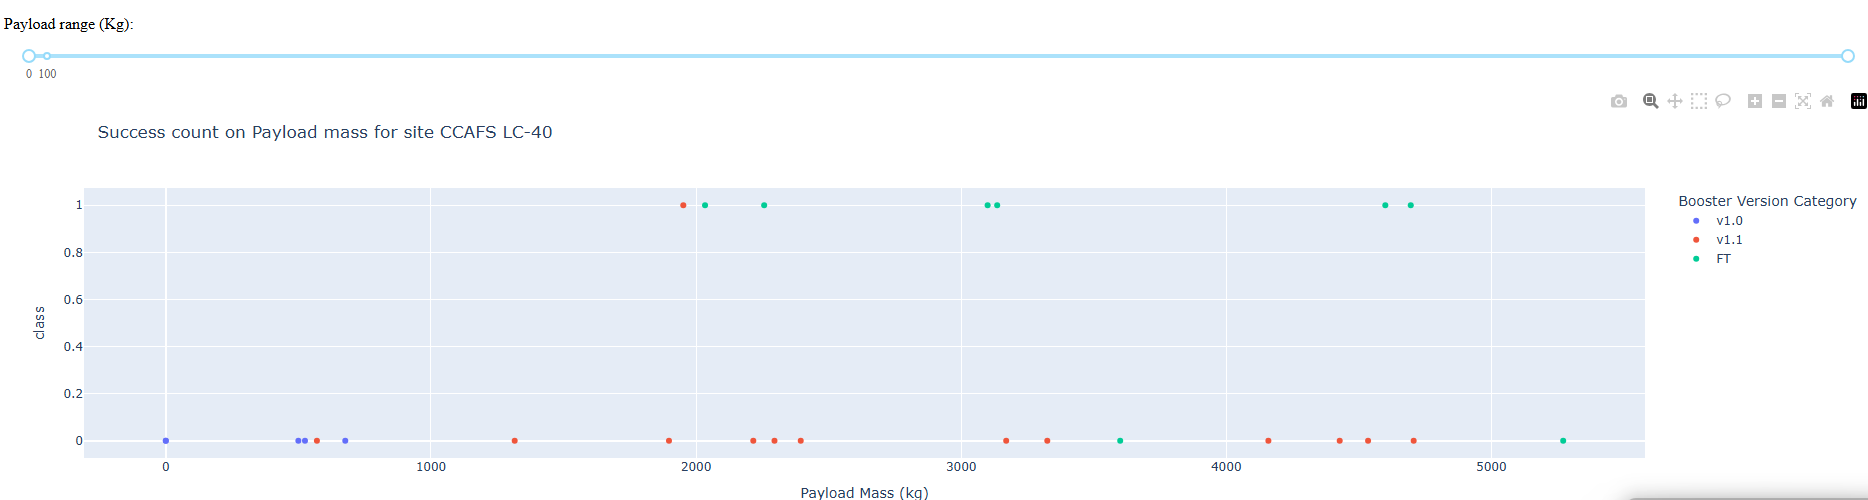 Payload range (Kg):
0 100
Success count on Payload mass for site CCAFS LC-40
Booster Version Category
v1.0
v1.1
FT
1
0.8
0.6
0.4
0.2
0
class
0 1000 2000 3000 4000 5000
Payload Mass (kg)